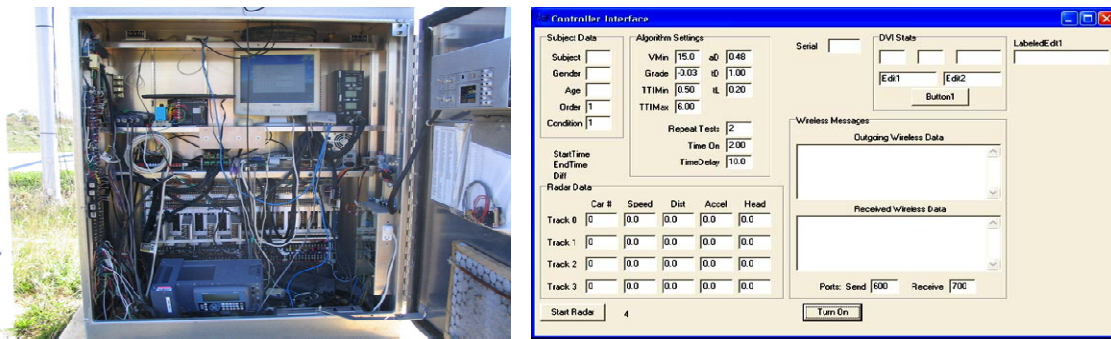 Controller Interface
Subject Data
Subject
Gender
Age
Order 1
Condition 1
StartTime
EndTime
Diff
Algorithm Settings
VMin 15.0 aD 0.48
Grade -0.03 tD 1.00
TTIMin 0.50 tL 0.20
TTIMax 6.00
Repeat Tests 2
Time On 2.00
TimeDelay 10.0
Serial
DVI Stats
Edit1 Edit2
Button1
LabeledEdit1
Radar Data
Car # Speed Dist Accel Head
Track 0 0 0.0 0.0 0.0 0.0
Track 1 0 0.0 0.0 0.0 0.0
Track 2 0 0.0 0.0 0.0 0.0
Track 3 0 0.0 0.0 0.0 0.0
Wireless Messages
Outgoing Wireless Data
Received Wireless Data
Ports: Send 600 Receive 700
Start Radar 4 Turn On